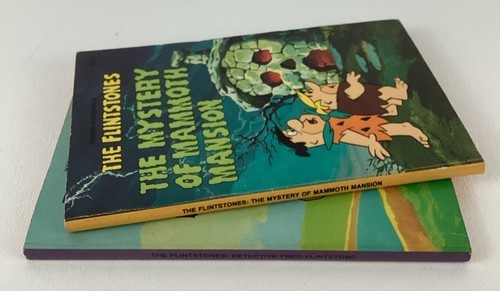 THE FLINTSTONES
THE MYSTERY
OF MAMMOTH
MANSION
THE FLINTSTONES: THE MYSTERY OF MAMMOTH MANSION
THE FLINTSTONES: DETECTIVE FRED FLINTSTONE